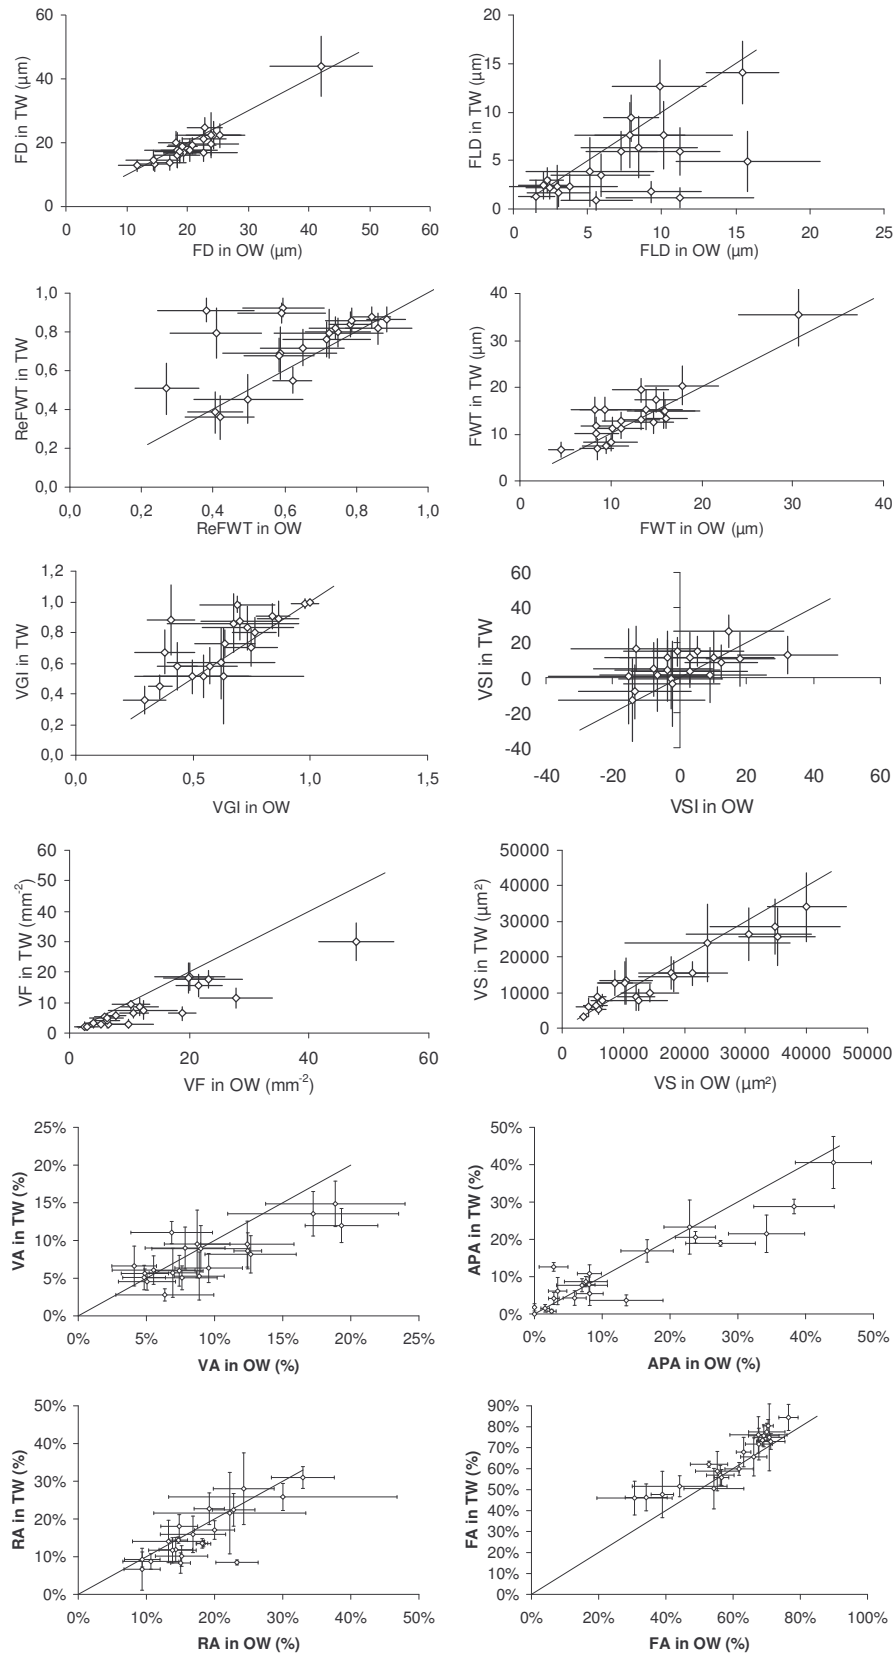 60
40
20
0
FD in TW (µm)
0 10 20 30 40 50 60
FD in OW (µm)
20
15
10
5
0
FLD in TW (µm)
0 5 10 15 20 25
FLD in OW (µm)
1,0
0,8
0,6
0,4
0,2
0,0
ReFWT in TW
0,0 0,2 0,4 0,6 0,8 1,0
ReFWT in OW
40
30
20
10
0
FWT in TW (µm)
0 10 20 30 40
FWT in OW (µm)
1,2
1,0
0,8
0,6
0,4
0,2
0,0
VGI in TW
0,0 0,5 1,0 1,5
VGI in OW
60
40
20
0
-20
-40
VSI in TW
-40 -20 0 20 40 60
VSI in OW
60
50
40
30
20
10
0
VF in TW (mm-2)
0 20 40 60
VF in OW (mm-2)
50000
40000
30000
20000
10000
0
VS in TW (µm²)
0 10000 20000 30000 40000 50000
VS in OW (µm²)
25%
20%
15%
10%
5%
0%
VA in TW (%)
0% 5% 10% 15% 20% 25%
VA in OW (%)
50%
40%
30%
20%
10%
0%
APA in TW (%)
0% 10% 20% 30% 40% 50%
APA in OW (%)
50%
40%
30%
20%
10%
0%
RA in TW (%)
0% 10% 20% 30% 40% 50%
RA in OW (%)
90%
80%
70%
60%
50%
40%
30%
20%
10%
0%
FA in TW (%)
0% 20% 40% 60% 80% 100%
FA in OW (%)